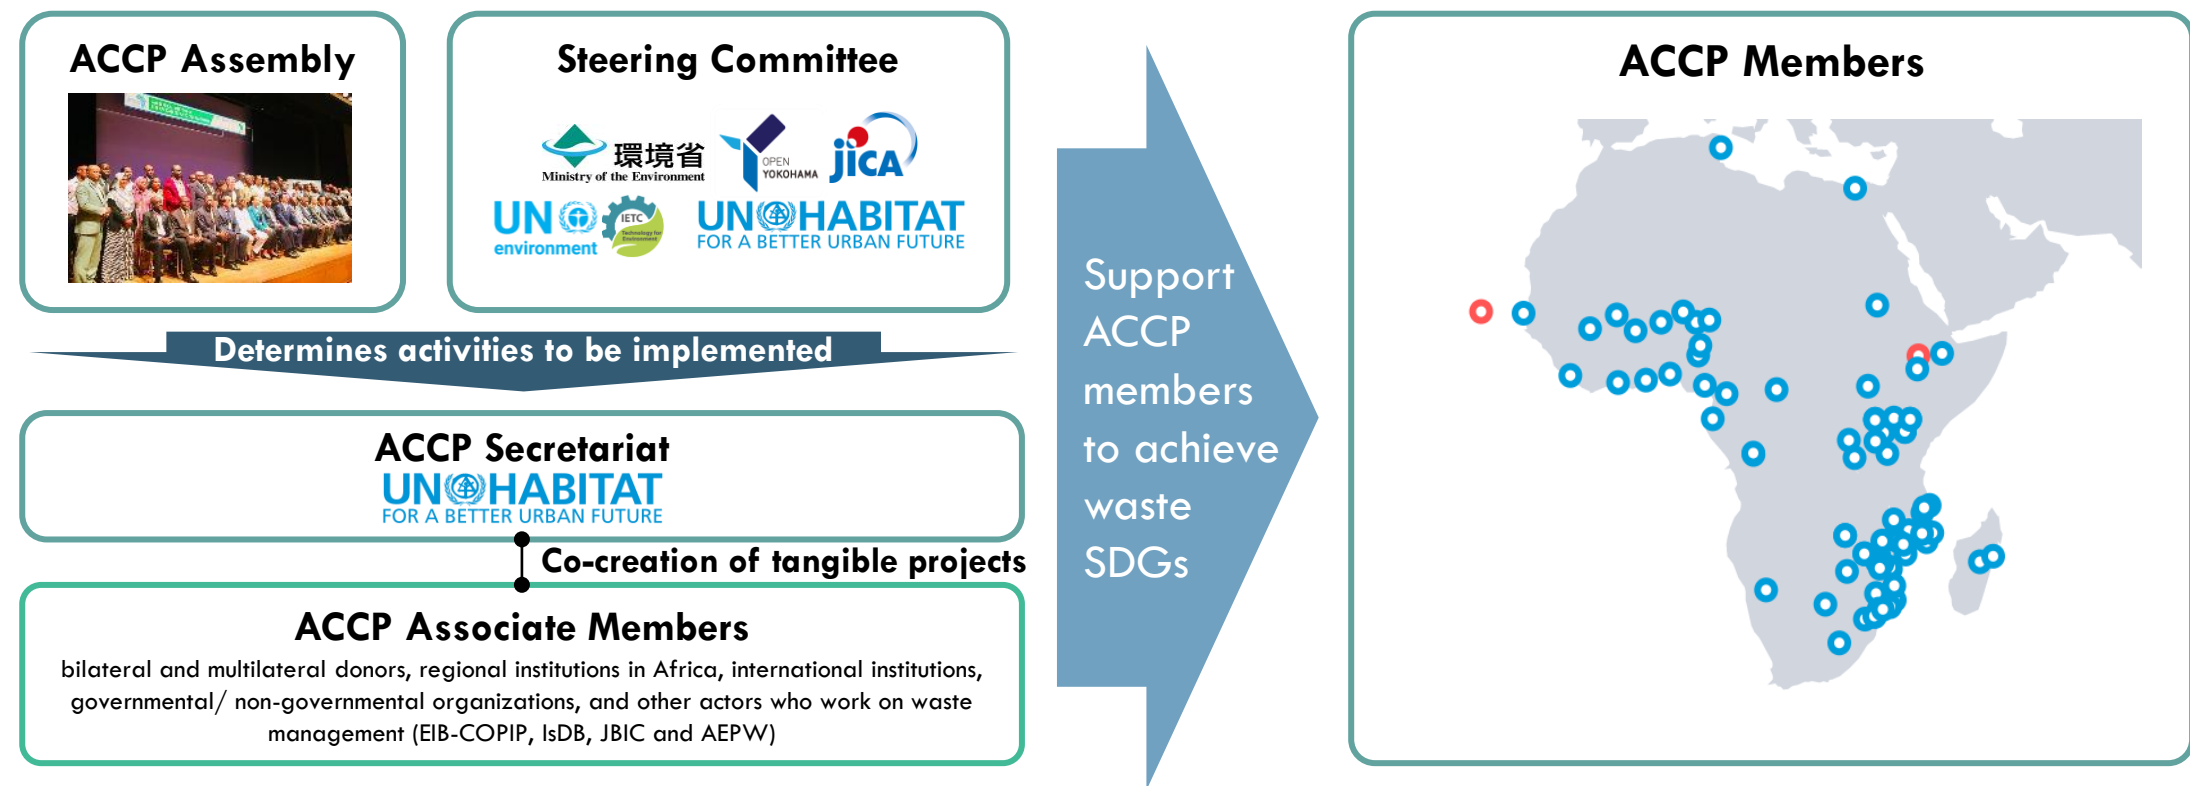 ACCP Assembly
Steering Committee
環境省
Ministry of the Environment
OPEN
YOKOHAMA
jica
UN
environment
IETC
Technology for
Environment
UN HABITAT
FOR A BETTER URBAN FUTURE
Determines activities to be implemented
ACCP Secretariat
UN HABITAT
FOR A BETTER URBAN FUTURE
Co-creation of tangible projects
ACCP Associate Members
bilateral and multilateral donors, regional institutions in Africa, international institutions,
governmental/ non-governmental organizations, and other actors who work on waste
management (EIB-COPIP, IsDB, JBIC and AEPW)
Support
ACCP
members
to achieve
waste
SDGs
ACCP Members